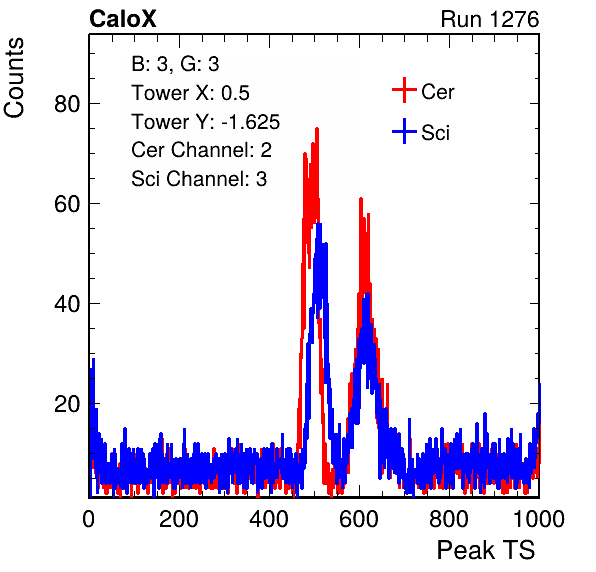 CaloX Run 1276
Counts
B: 3, G: 3
Tower X: 0.5
Tower Y: -1.625
Cer Channel: 2
Sci Channel: 3
Cer
Sci
80
60
40
20
0 200 400 600 800 1000
Peak TS